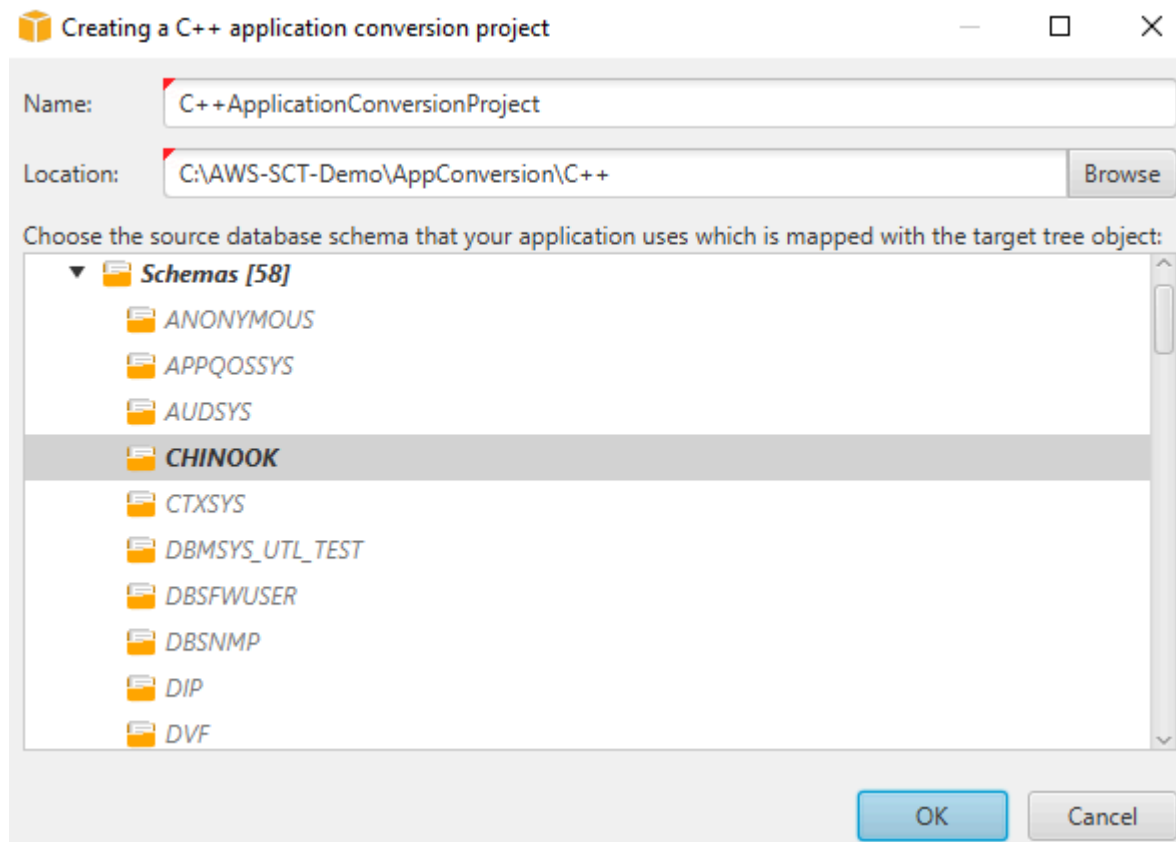 Creating a C++ application conversion project
Name: C++ApplicationConversionProject
Location: C:\AWS-SCT-Demo\AppConversion\C++ Browse
Choose the source database schema that your application uses which is mapped with the target tree object:
Schemas [58]
ANONYMOUS
APPQOSSYS
AUDSYS
CHINOOK
CTXSYS
DBMSYS_UTL_TEST
DBSFWUSER
DBSNMP
DIP
DVF
OK Cancel